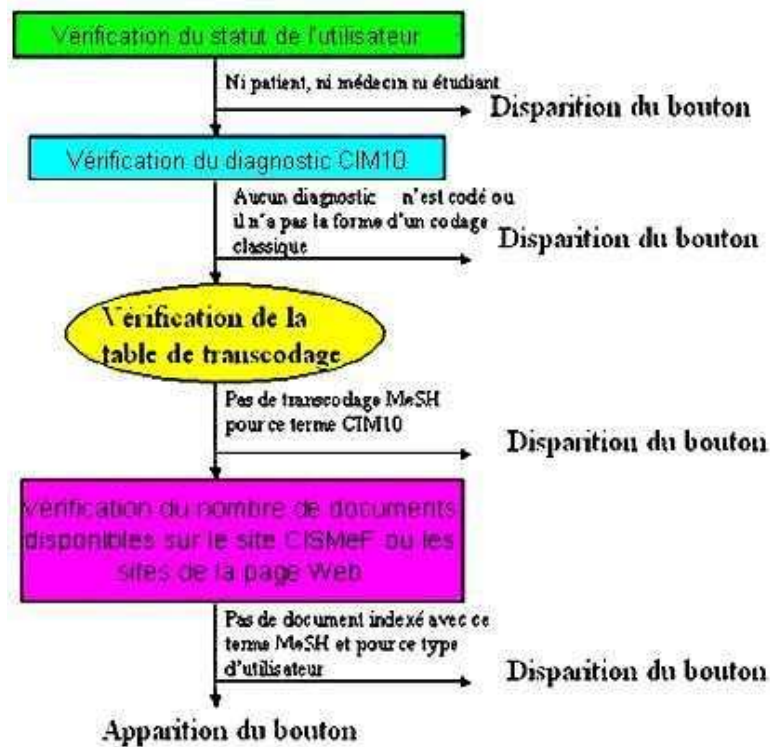 Vérification du statut de l'utilisateur
Ni patient, ni médecin ni étudiant
Disparition du bouton
Vérification du diagnostic CIM10
Aucun diagnostic n'est codé ou
il n'a pas la forme d'un codage
classique
Disparition du bouton
Vérification de la
table de transcodage
Pas de transcodage MeSH
pour ce terme CIM10
Disparition du bouton
Vérification du nombre de documents
disponibles sur le site CISMeF ou les
sites de la page Web
Pas de document indexé avec ce
terme MeSH et pour ce type
d'utilisateur
Disparition du bouton
Apparition du bouton